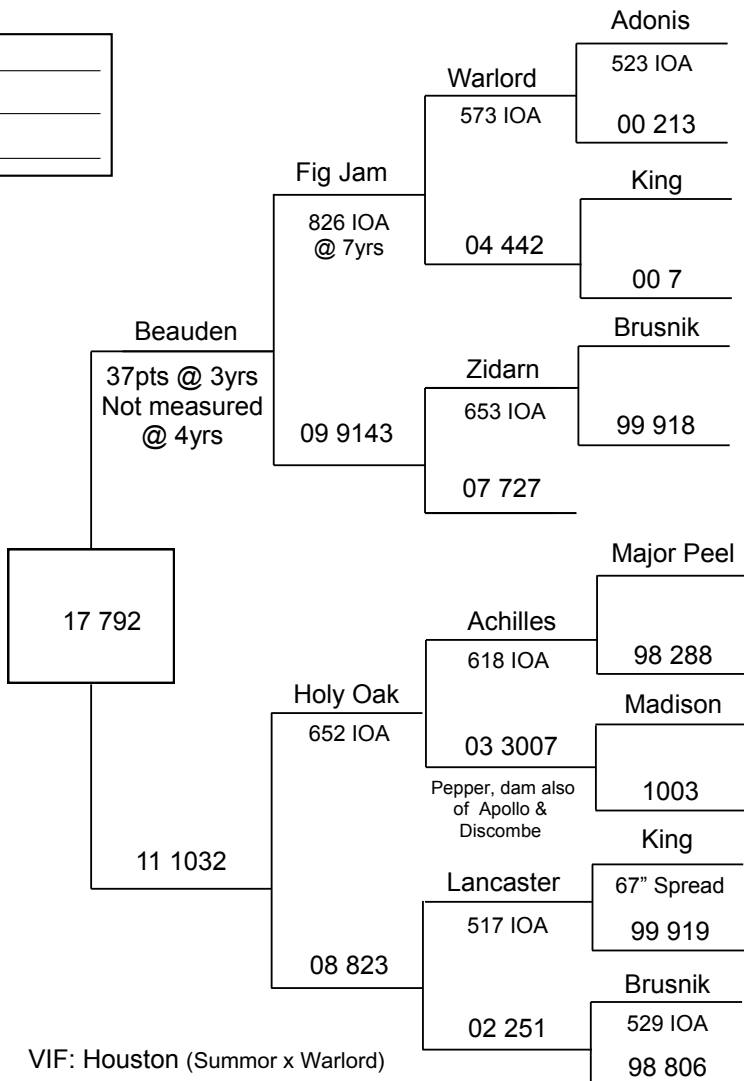 Adonis
523 IOA
Warlord
573 IOA
00 213
Fig Jam
King
826 IOA
@ 7yrs
04 442
00 7
Beauden
Brusnik
37pts @ 3yrs
Not measured
@ 4yrs
Zidarn
653 IOA
09 9143
99 918
07 727
Major Peel
17 792
Achilles
618 IOA
98 288
Holy Oak
652 IOA
Madison
03 3007
Pepper, dam also
of Apollo &
Discombe
1003
King
11 1032
Lancaster
67” Spread
517 IOA
99 919
08 823
Brusnik
02 251
529 IOA
VIF: Houston (Summor x Warlord)
98 806